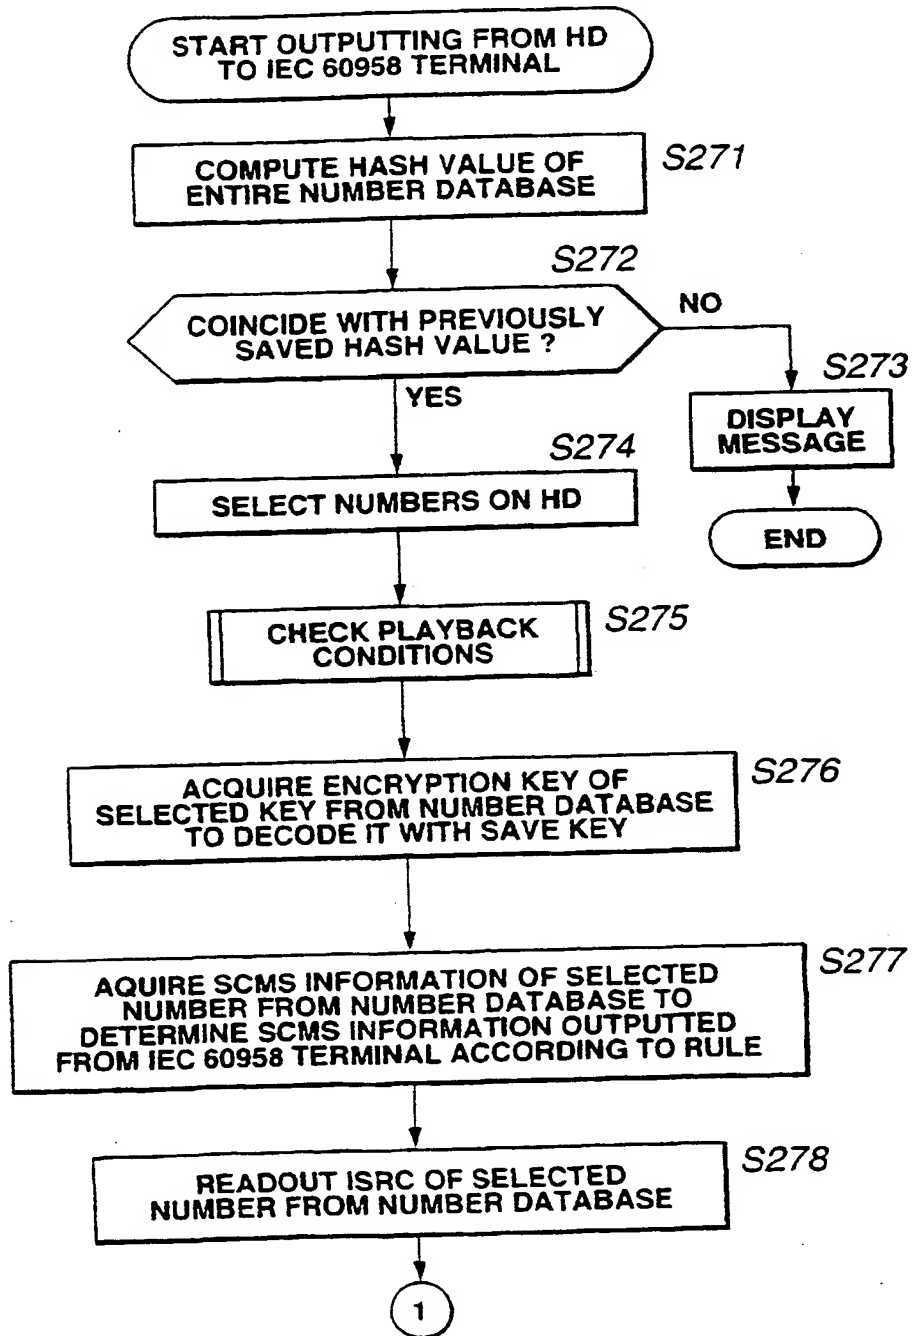 START OUTPUTTING FROM HD
TO IEC 60958 TERMINAL
COMPUTE HASH VALUE OF
ENTIRE NUMBER DATABASE
S271
S272
COINCIDE WITH PREVIOUSLY
SAVED HASH VALUE ?
NO
YES
S273
DISPLAY
MESSAGE
END
S274
SELECT NUMBERS ON HD
CHECK PLAYBACK
CONDITIONS
S275
ACQUIRE ENCRYPTION KEY OF
SELECTED KEY FROM NUMBER DATABASE
TO DECODE IT WITH SAVE KEY
S276
AQUIRE SCMS INFORMATION OF SELECTED
NUMBER FROM NUMBER DATABASE TO
DETERMINE SCMS INFORMATION OUTPUTTED
FROM IEC 60958 TERMINAL ACCORDING TO RULE
S277
READOUT ISRC OF SELECTED
NUMBER FROM NUMBER DATABASE
S278
1